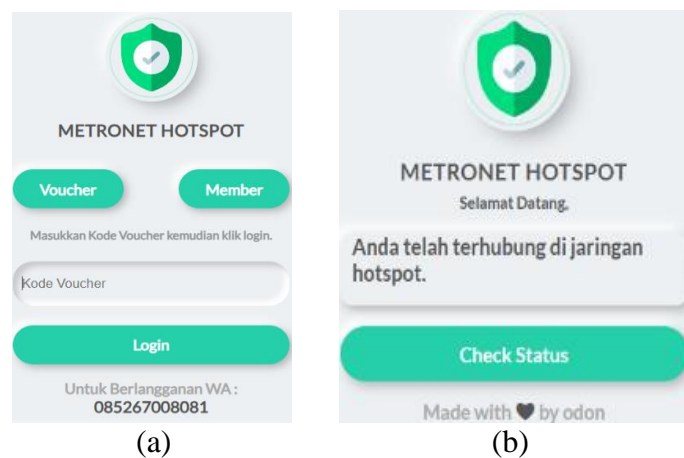 METRONET HOTSPOT
Voucher
Member
Masukkan Kode Voucher kemudian klik login.
Kode Voucher
Login
Untuk Berlangganan WA :
085267008081
(a)
METRONET HOTSPOT
Selamat Datang,
Anda telah terhubung di jaringan
hotspot.
Check Status
Made with ♥ by odon
(b)